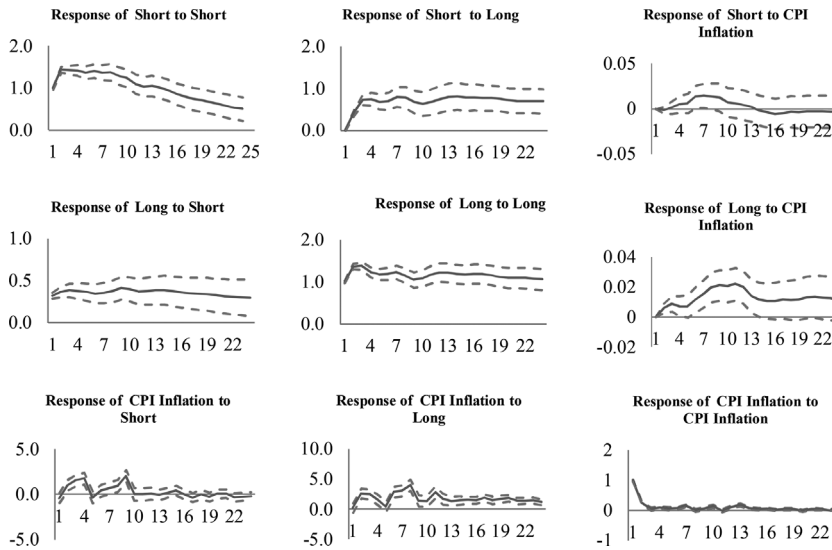 Response of Short to Short
2.0
1.0
0.0
1 4 7 10 13 16 19 22 25
Response of Short to Long
2.0
1.0
0.0
1 4 7 10 13 16 19 22
Response of Short to CPI
Inflation
0.05
0
-0.05
1 4 7 10 13 16 19 22
Response of Long to Short
1.0
0.5
0.0
1 4 7 10 13 16 19 22
Response of Long to Long
2.0
1.0
0.0
1 4 7 10 13 16 19 22
Response of Long to CPI
Inflation
0.04
0.02
0
-0.02
1 4 7 10 13 16 19 22
Response of CPI Inflation to
Short
5.0
0.0
-5.0
1 4 7 10 13 16 19 22
Response of CPI Inflation to
Long
10.0
5.0
0.0
-5.0
1 4 7 10 13 16 19 22
Response of CPI Inflation to
CPI Inflation
2
1
0
-1
1 4 7 10 13 16 19 22